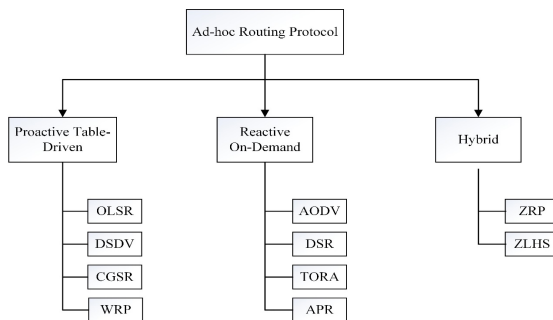 Ad-hoc Routing Protocol
Proactive Table-
Driven
OLSR
DSDV
CGSR
WRP
Reactive
On-Demand
AODV
DSR
TORA
APR
Hybrid
ZRP
ZLHS